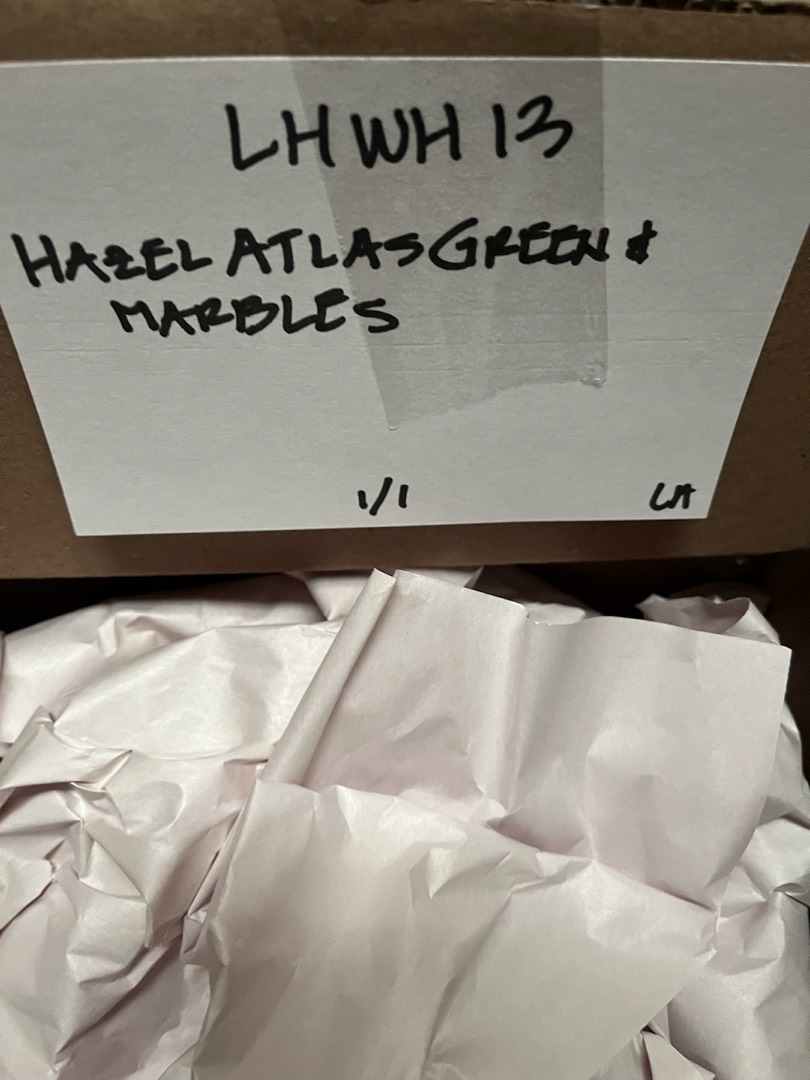 LHWH 13
HAZEL ATLAS GREEN &
MARBLES
1/1
LA